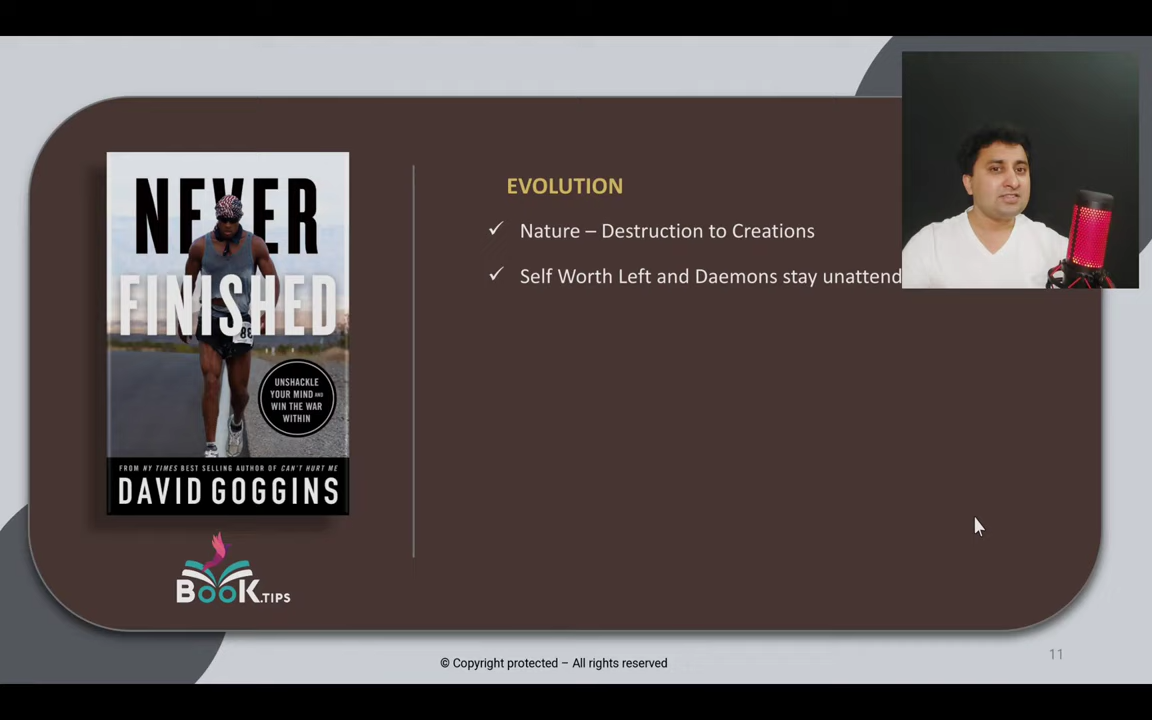 NEVER
FINISHED
UNSHACKLE
YOUR MIND AND
WIN THE WAR
WITHIN
FROM NY TIMES BEST SELLING AUTHOR OF CAN'T HURT ME
DAVID GOGGINS
BOOK.TIPS
EVOLUTION
✓ Nature – Destruction to Creations
✓ Self Worth Left and Daemons stay unattend
© Copyright protected – All rights reserved
11